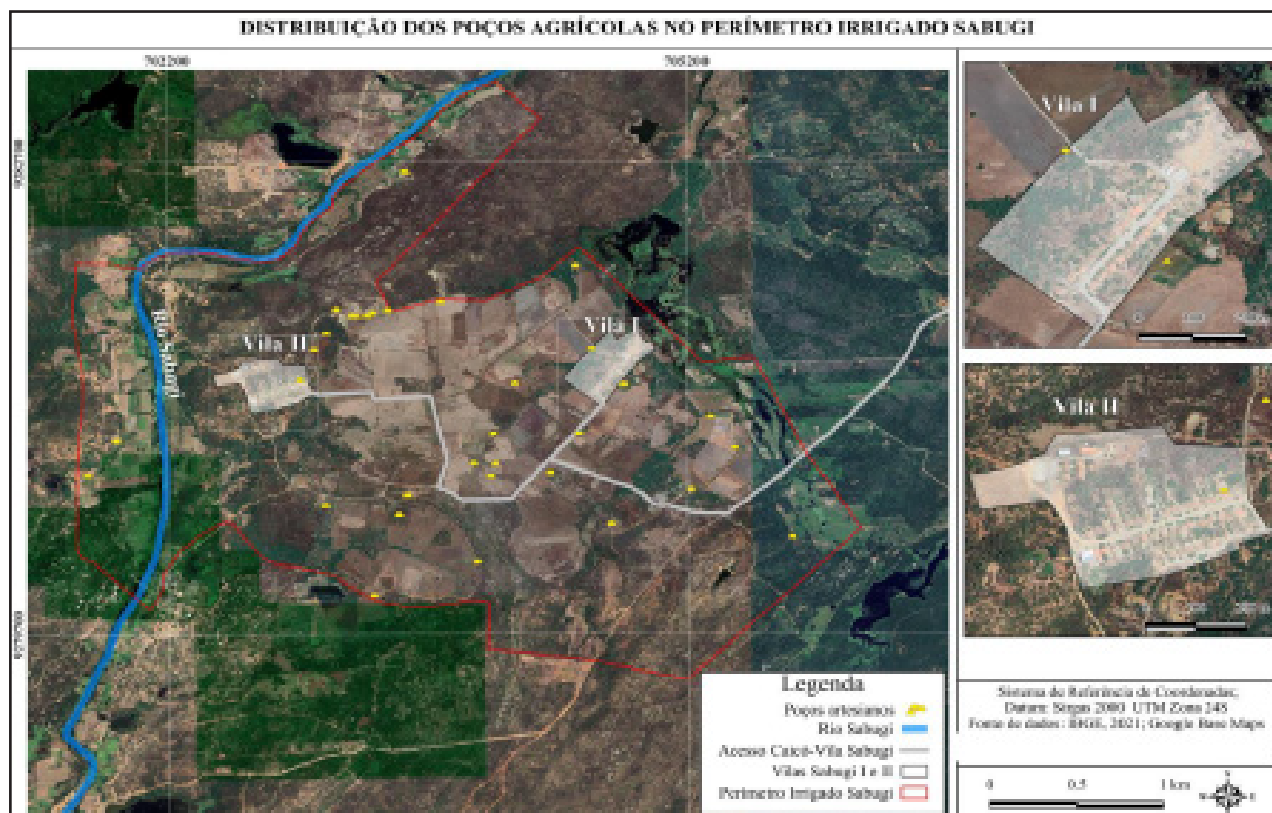 DISTRIBUIÇÃO DOS POÇOS AGRÍCOLAS NO PERÍMETRO IRRIGADO SABUGI
702200
705200
Rio Sabugi
Vila II
Vila I
Vila I
0
Vila II
Legenda
Poços artesianos
Rio Sabugi
Acesso Caicó-Vila Sabugi
Vilas Sabugi I e II
Perímetro Irrigado Sabugi
Sistema de Referência de Coordenadas,
Datum: Sirgas 2000 UTM Zona 24S
Fonte de dados: IBGE, 2021; Google Base Maps
0 0.5 1 km